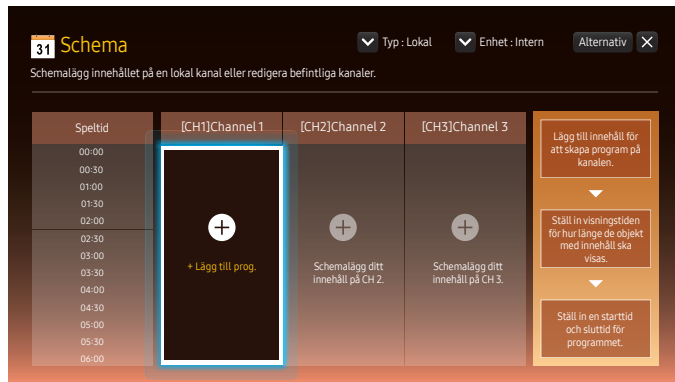 31 Schema
Typ : Lokal
Enhet : Intern
Alternativ
Schemalägg innehållet på en lokal kanal eller redigera befintliga kanaler.
Speltid
[CH1]Channel 1
[CH2]Channel 2
[CH3]Channel 3
00:00
00:30
01:00
01:30
02:00
02:30
03:00
03:30
04:00
04:30
05:00
05:30
06:00
+ Lägg till prog.
Schemalägg ditt
innehåll på CH 2.
Schemalägg ditt
innehåll på CH 3.
Lägg till innehåll för
att skapa program på
kanalen.
Ställ in visningstiden
för hur länge de objekt
med innehåll ska
visas.
Ställ in en starttid
och sluttid för
programmet.